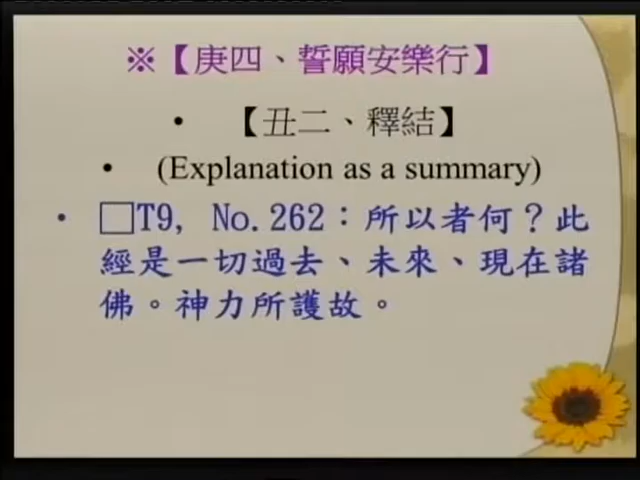 ※【庚四、誓願安樂行】
• 【丑二、釋結】
• (Explanation as a summary)
• □T9, No.262：所以者何？此
經是一切過去、未來、現在諸
佛。神力所護故。